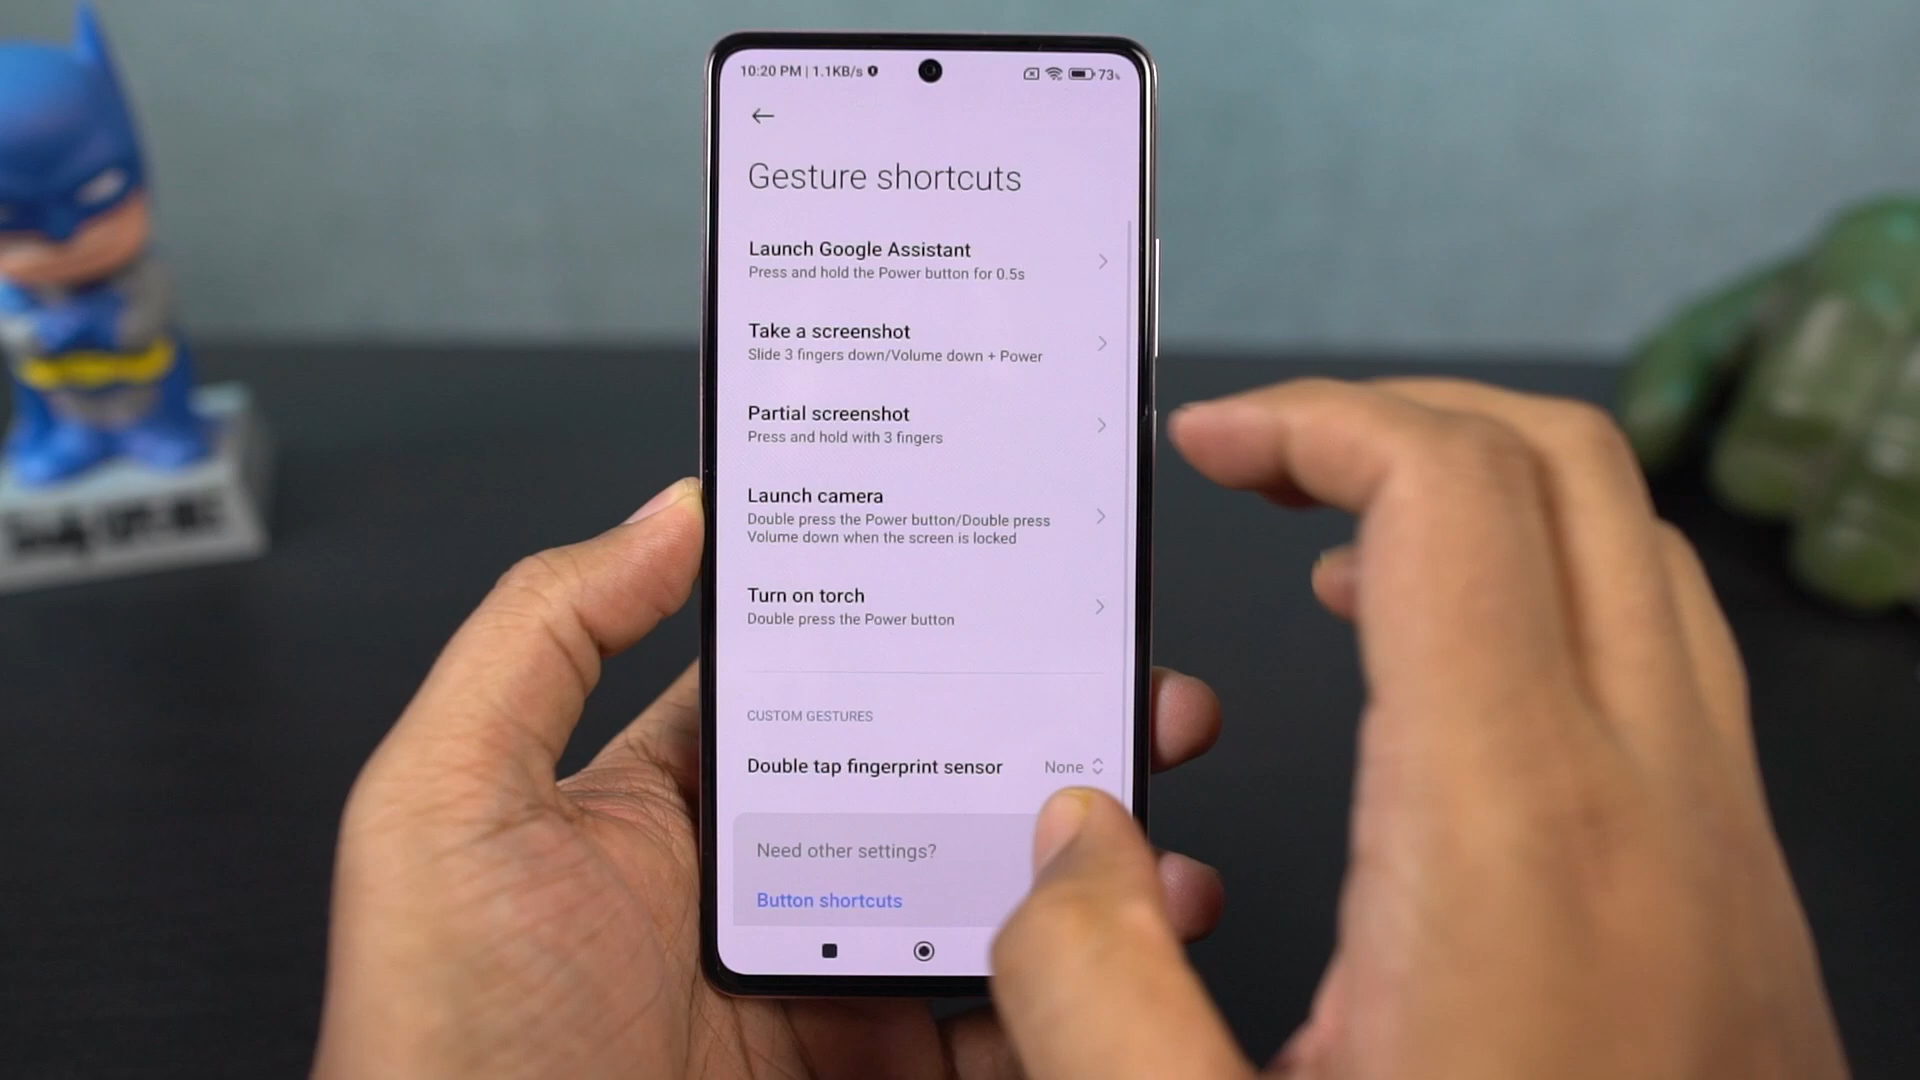 10:20 PM | 1.1KB/s
73%
Gesture shortcuts
Launch Google Assistant
Press and hold the Power button for 0.5s
Take a screenshot
Slide 3 fingers down/Volume down + Power
Partial screenshot
Press and hold with 3 fingers
Launch camera
Double press the Power button/Double press
Volume down when the screen is locked
Turn on torch
Double press the Power button
CUSTOM GESTURES
Double tap fingerprint sensor
None
Need other settings?
Button shortcuts